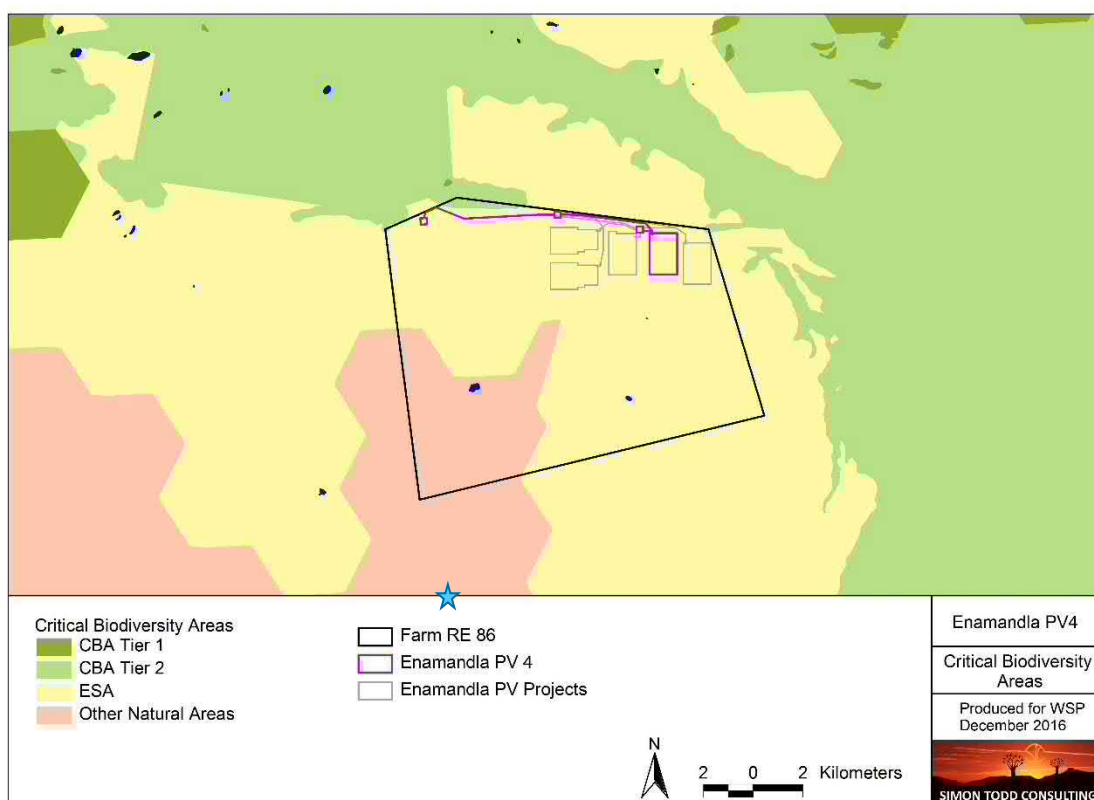 Critical Biodiversity Areas
CBA Tier 1
CBA Tier 2
ESA
Other Natural Areas
Farm RE 86
Enamandla PV 4
Enamandla PV Projects
N
2 0 2 Kilometers
Enamandla PV4
Critical Biodiversity
Areas
Produced for WSP
December 2016
SIMON TODD CONSULTING